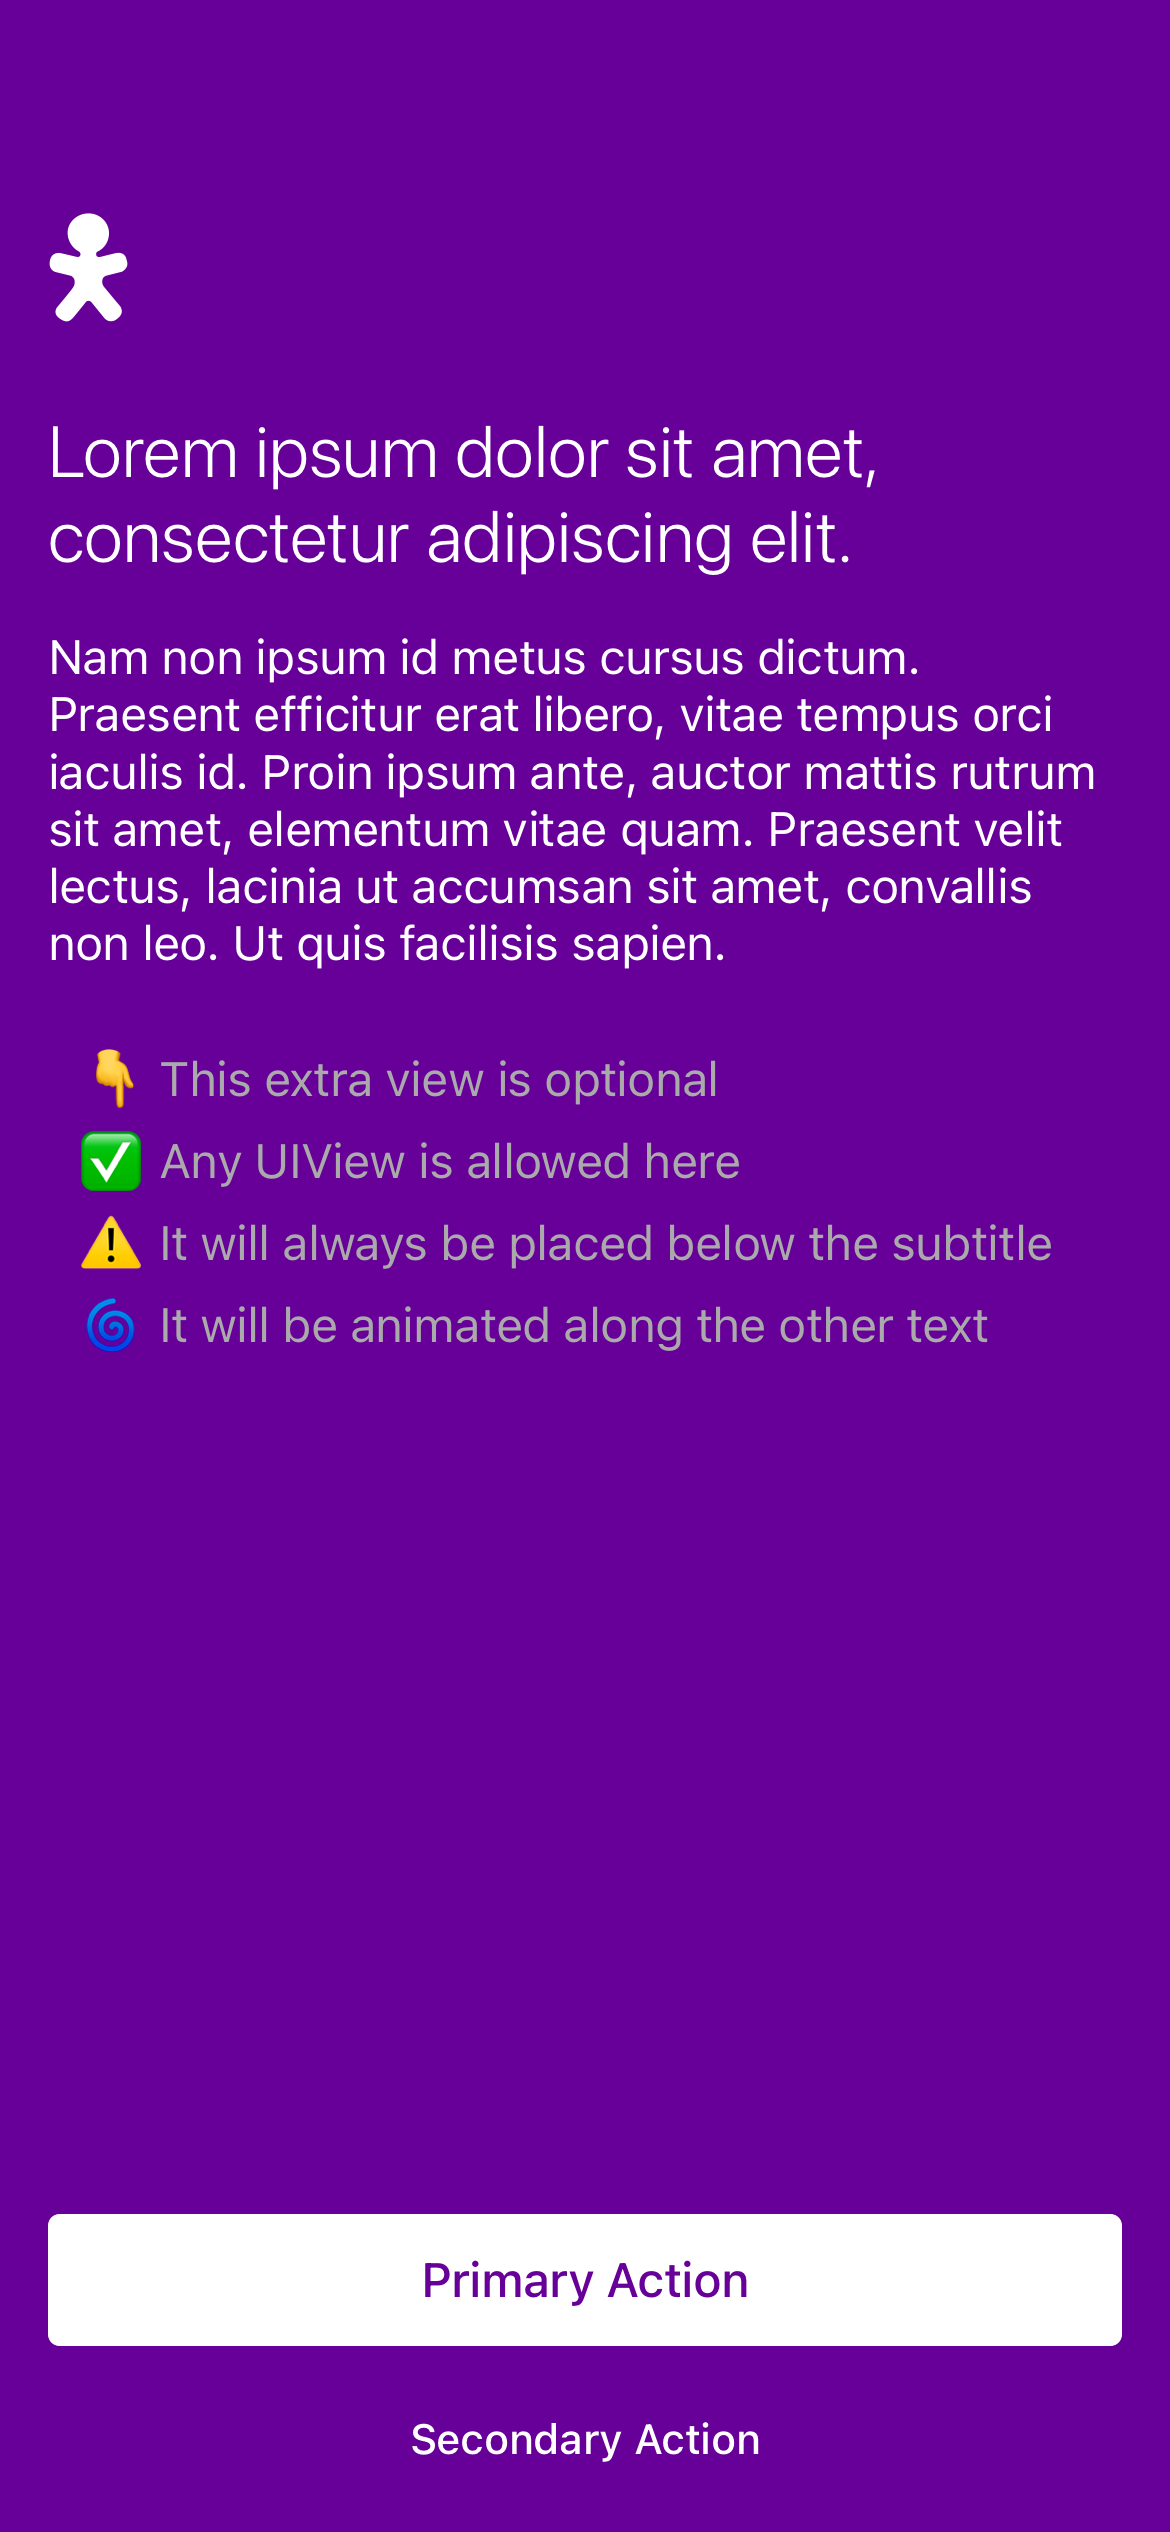 Lorem ipsum dolor sit amet,
consectetur adipiscing elit.
Nam non ipsum id metus cursus dictum.
Praesent efficitur erat libero, vitae tempus orci
iaculis id. Proin ipsum ante, auctor mattis rutrum
sit amet, elementum vitae quam. Praesent velit
lectus, lacinia ut accumsan sit amet, convallis
non leo. Ut quis facilisis sapien.
👇 This extra view is optional
✅ Any UIView is allowed here
⚠️ It will always be placed below the subtitle
🌀 It will be animated along the other text
Primary Action
Secondary Action